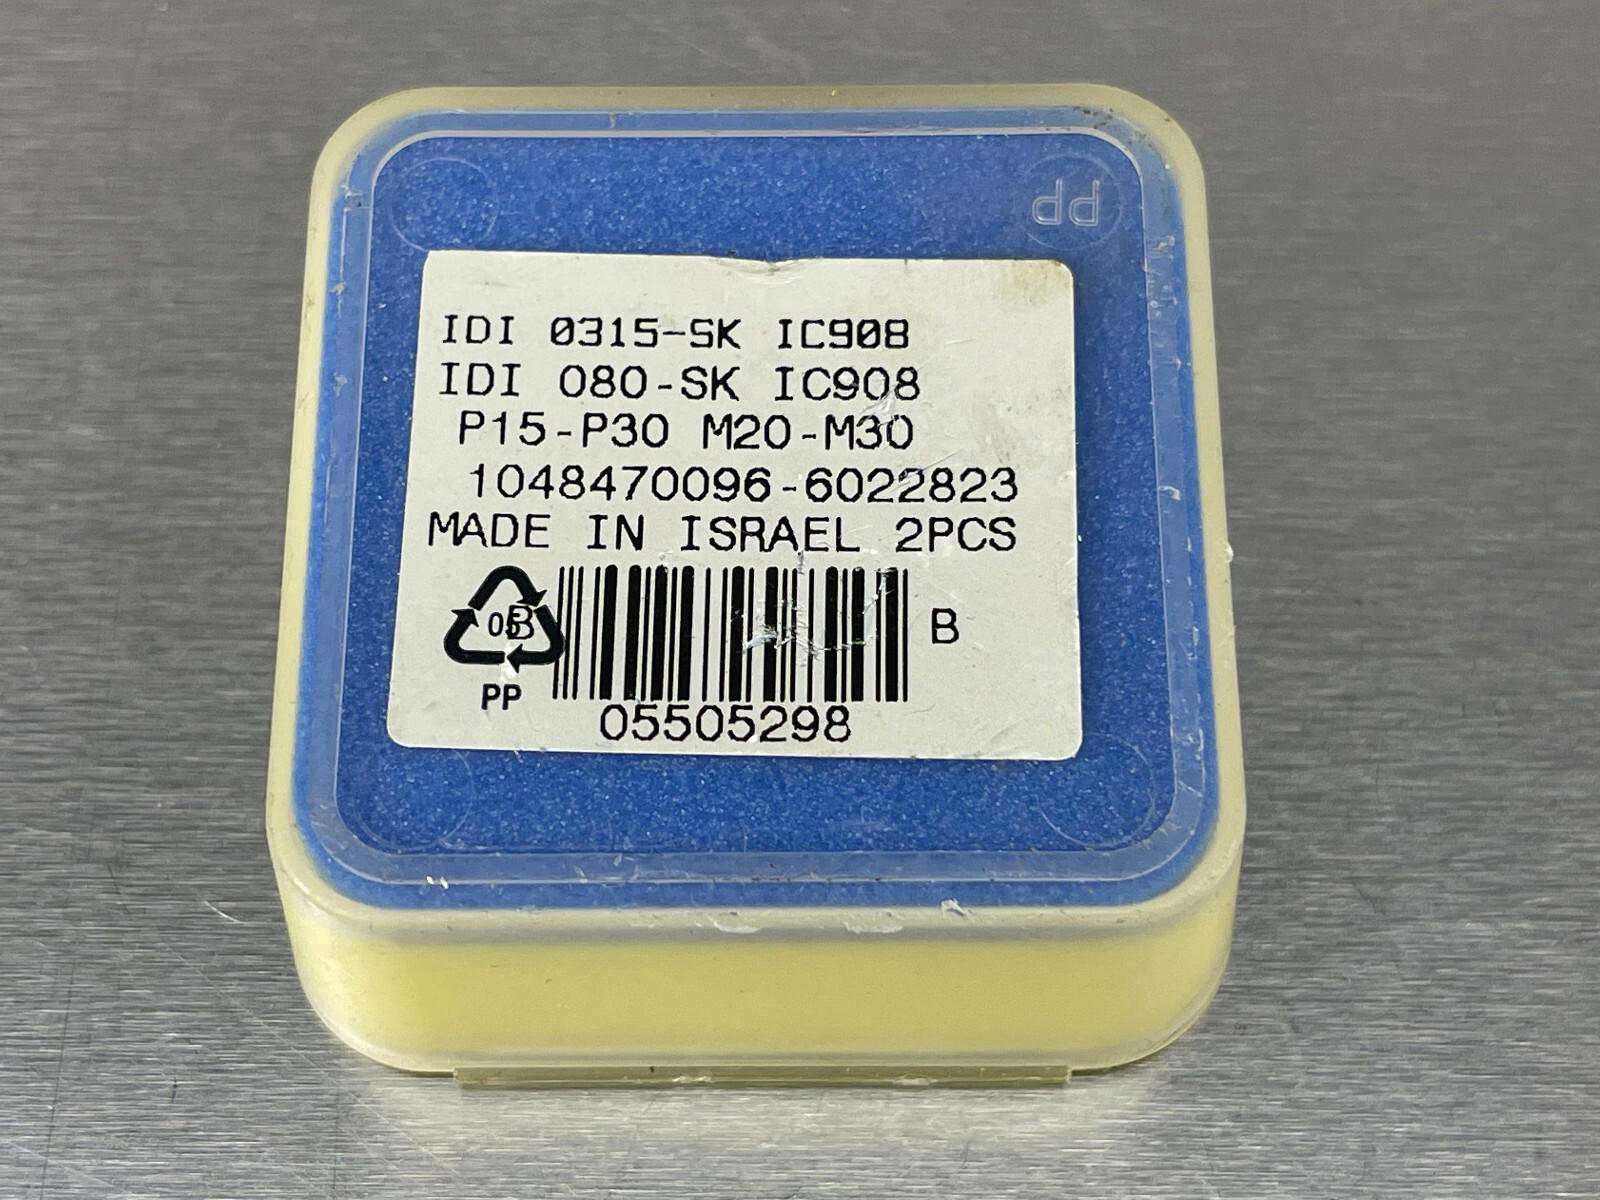 PP
IDI 0315-SK IC908
IDI 080-SK IC908
P15-P30 M20-M30
1048470096-6022823
MADE IN ISRAEL 2PCS
B
PP
05505298